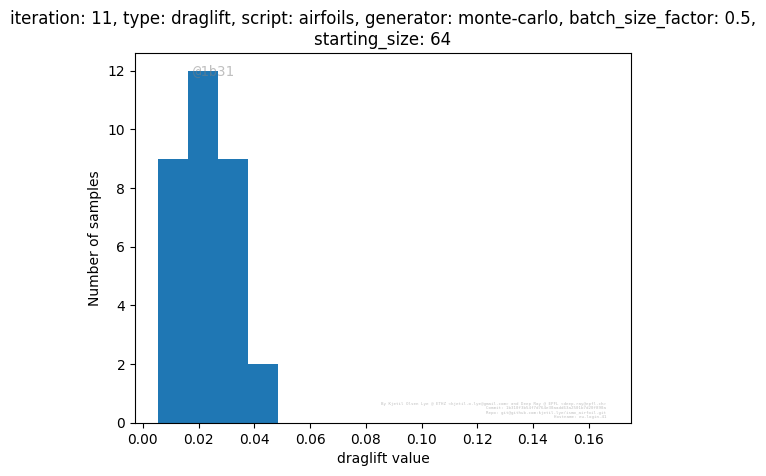 iteration: 11, type: draglift, script: airfoils, generator: monte-carlo, batch_size_factor: 0.5,
starting_size: 64
@1b31
12
10
8
6
4
2
0
Number of samples
0.00 0.02 0.04 0.06 0.08 0.10 0.12 0.14 0.16
draglift value